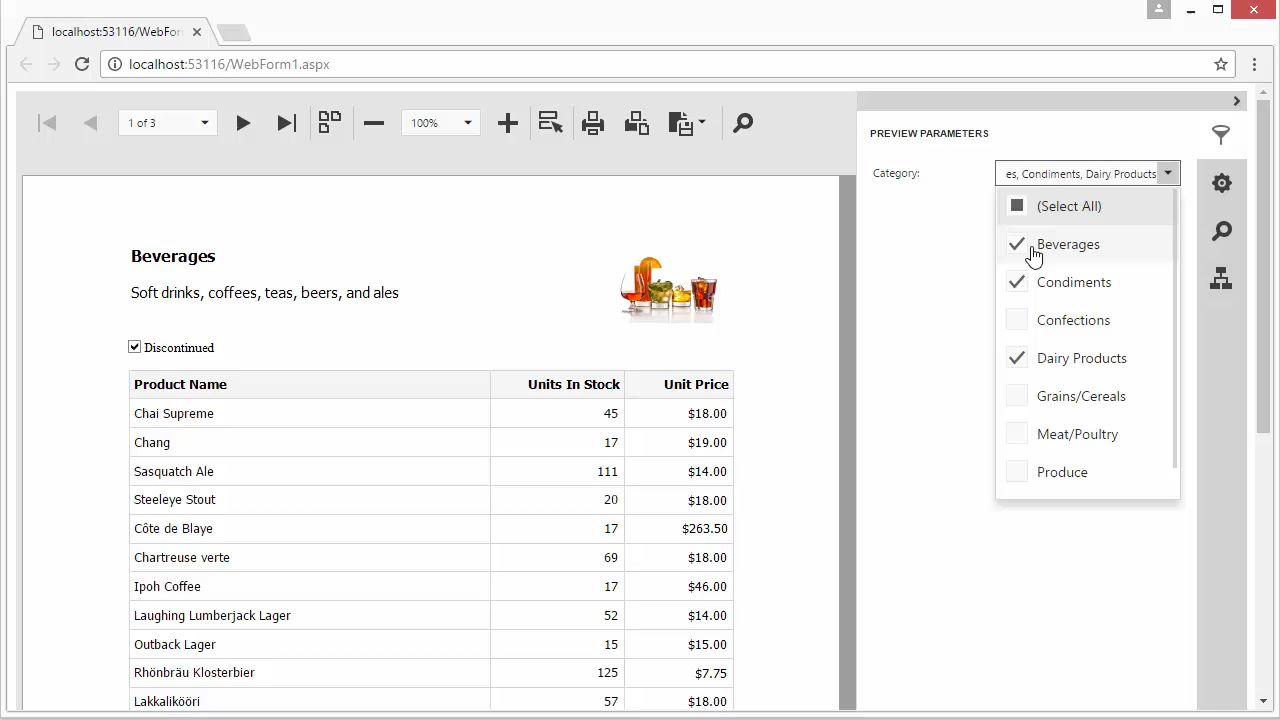 localhost:53116/WebForm
localhost:53116/WebForm1.aspx
1 of 3
100%
PREVIEW PARAMETERS
Category:
es, Condiments, Dairy Products
(Select All)
Beverages
Condiments
Confections
Dairy Products
Grains/Cereals
Meat/Poultry
Produce
Beverages
Soft drinks, coffees, teas, beers, and ales
Discontinued
Product Name Units In Stock Unit Price
Chai Supreme 45 $18.00
Chang 17 $19.00
Sasquatch Ale 111 $14.00
Steeleye Stout 20 $18.00
Côte de Blaye 17 $263.50
Chartreuse verte 69 $18.00
Ipoh Coffee 17 $46.00
Laughing Lumberjack Lager 52 $14.00
Outback Lager 15 $15.00
Rhönbräu Klosterbier 125 $7.75
Lakkalikööri 57 $18.00